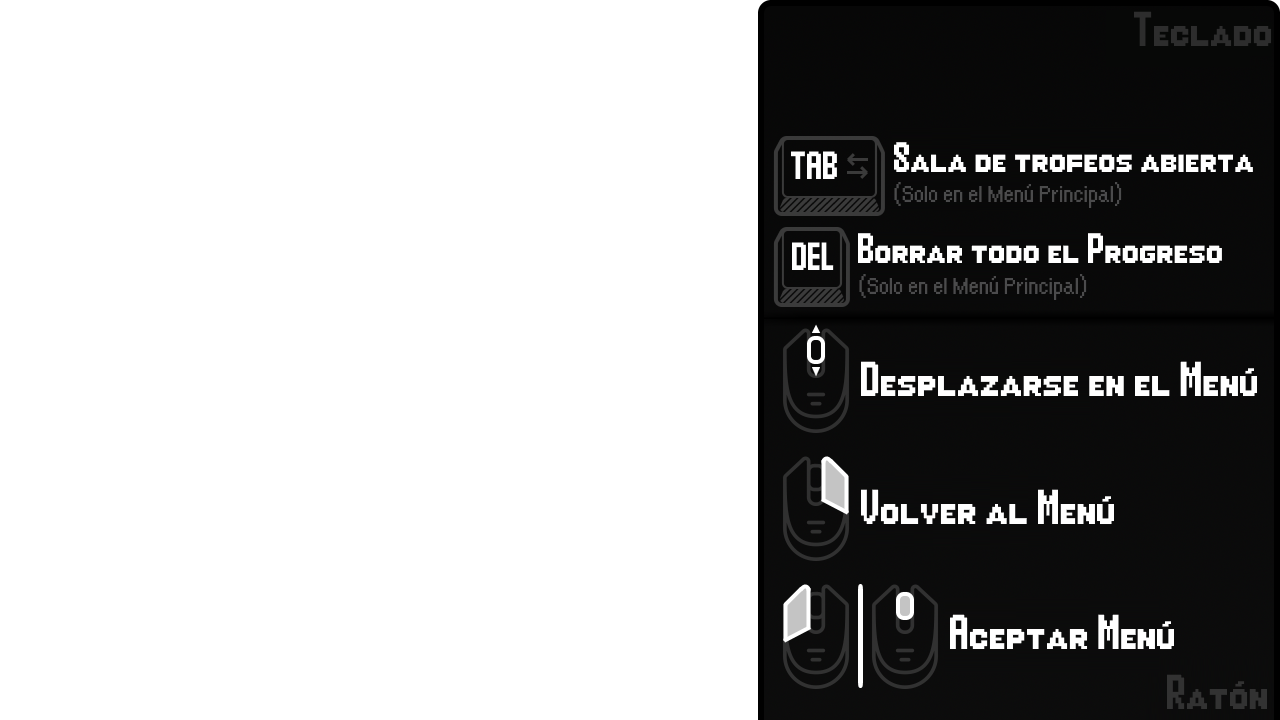 Teclado
TAB Sala de trofeos abierta
(Solo en el Menú Principal)
DEL Borrar todo el Progreso
(Solo en el Menú Principal)
Desplazarse en el Menú
Volver al Menú
Aceptar Menú
Ratón